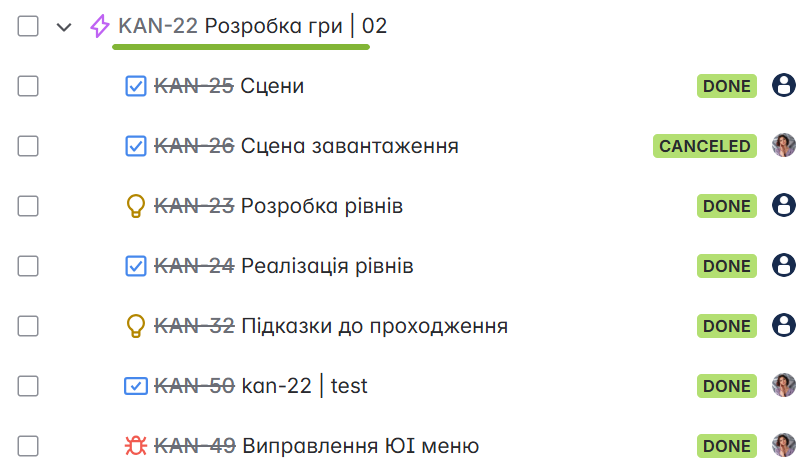 KAN-22 Розробка гри | 02
KAN-25 Сцени DONE
KAN-26 Сцена завантаження CANCELED
KAN-23 Розробка рівнів DONE
KAN-24 Реалізація рівнів DONE
KAN-32 Підказки до проходження DONE
KAN-50 kan-22 | test DONE
KAN-49 Виправлення ЮІ меню DONE